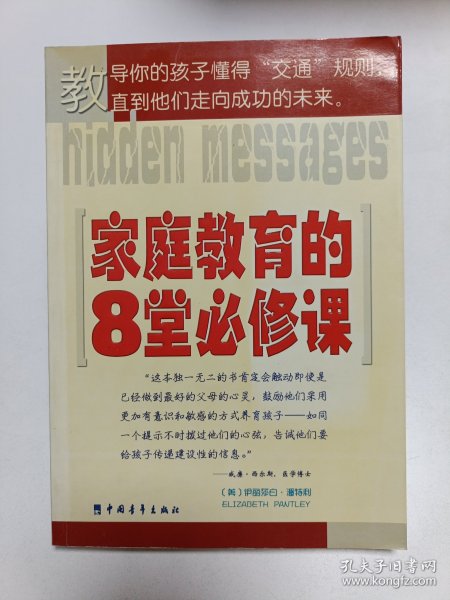 教导你的孩子懂得“交通”规则，
直到他们走向成功的未来。
hidden messages
家庭教育的
8堂必修课
“这本独一无二的书肯定会触动即使是
已经做到最好的父母的心灵，鼓励他们采用
更加有意识和敏感的方式养育孩子——如同
一个提示不时拨过他们的心弦，告诫他们要
给孩子传递建设性的信息。”
——威廉·西尔斯，医学博士
（美）伊丽莎白·潘特利
ELIZABETH PANTLEY
中国青年出版社
孔夫子旧书网
www.kongfz.com